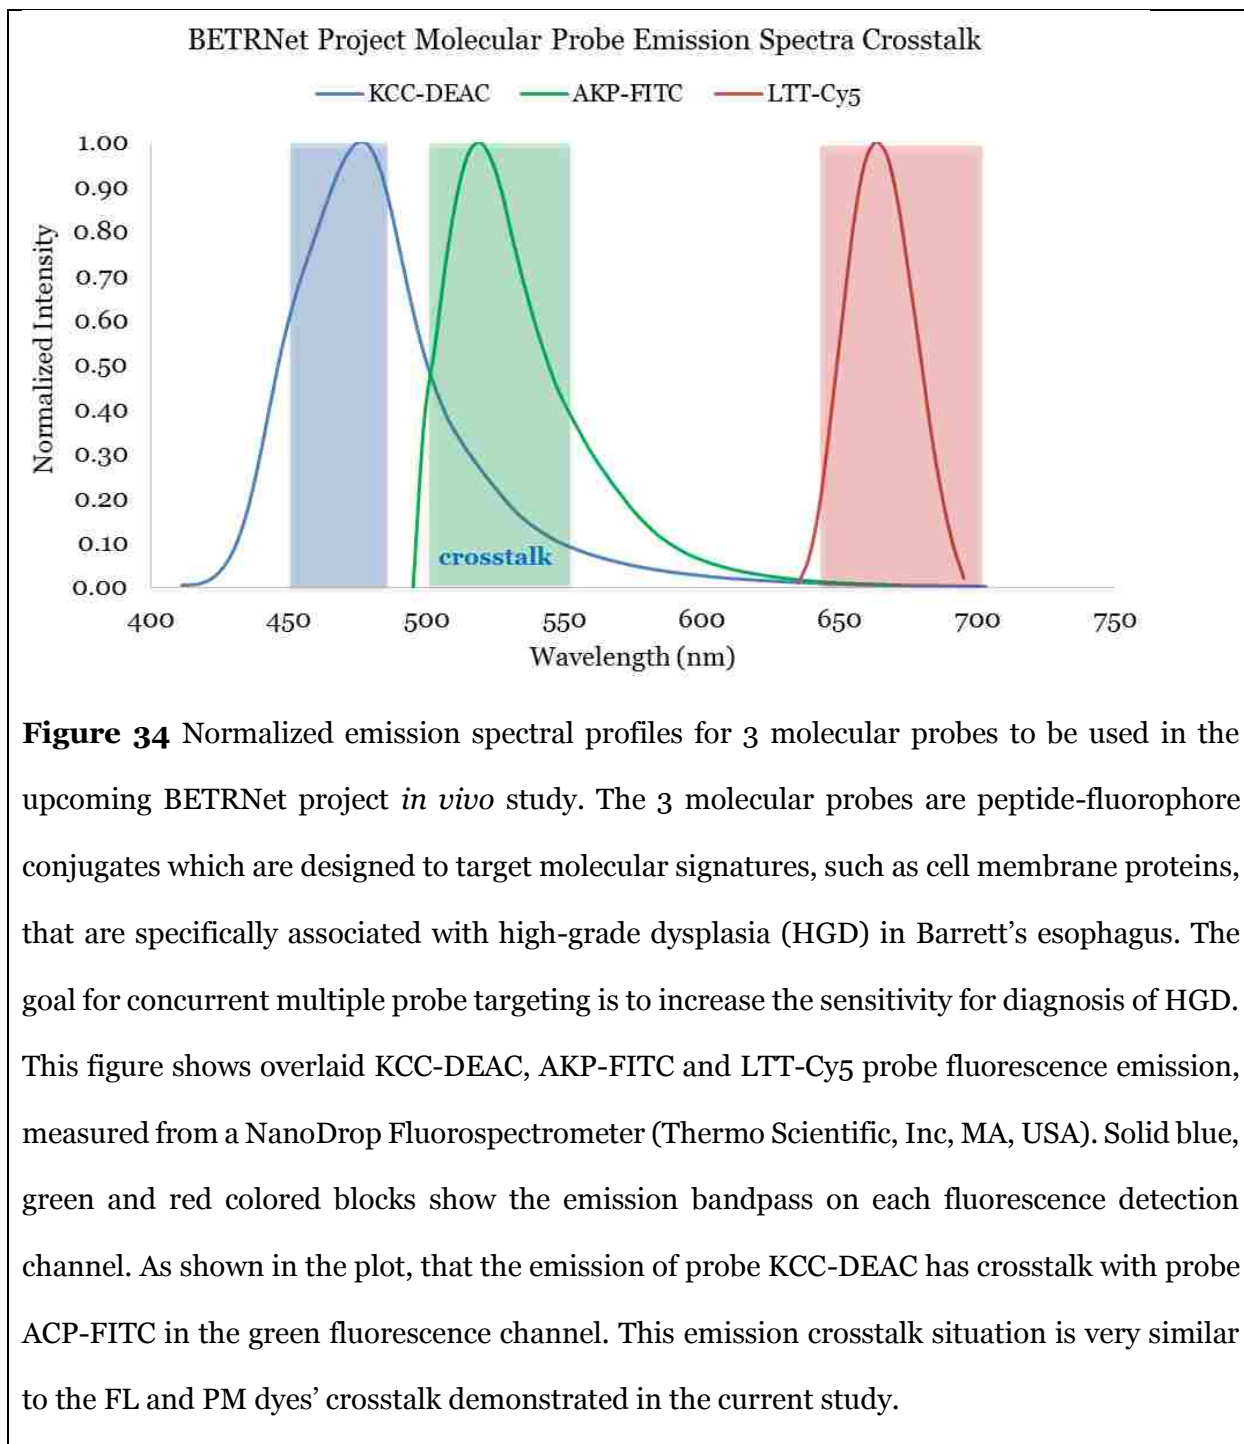 BETRNet Project Molecular Probe Emission Spectra Crosstalk
KCC-DEAC AKP-FITC LTT-Cy5
Normalized Intensity
1.00
0.90
0.80
0.70
0.60
0.50
0.40
0.30
0.20
0.10
0.00
crosstalk
400 450 500 550 600 650 700 750
Wavelength (nm)
Figure 34 Normalized emission spectral profiles for 3 molecular probes to be used in the
upcoming BETRNet project in vivo study. The 3 molecular probes are peptide-fluorophore
conjugates which are designed to target molecular signatures, such as cell membrane proteins,
that are specifically associated with high-grade dysplasia (HGD) in Barrett’s esophagus. The
goal for concurrent multiple probe targeting is to increase the sensitivity for diagnosis of HGD.
This figure shows overlaid KCC-DEAC, AKP-FITC and LTT-Cy5 probe fluorescence emission,
measured from a NanoDrop Fluorospectrometer (Thermo Scientific, Inc, MA, USA). Solid blue,
green and red colored blocks show the emission bandpass on each fluorescence detection
channel. As shown in the plot, that the emission of probe KCC-DEAC has crosstalk with probe
ACP-FITC in the green fluorescence channel. This emission crosstalk situation is very similar
to the FL and PM dyes’ crosstalk demonstrated in the current study.